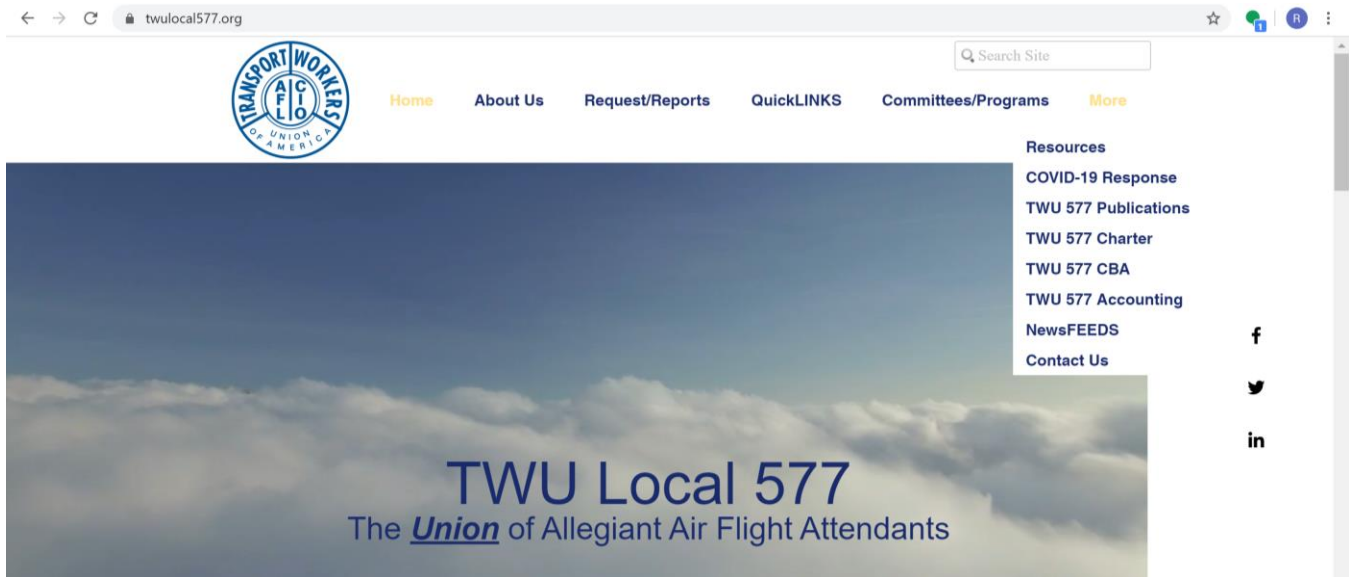 twulocal577.org
1
R
TRANSPORT WORKERS
AFL CIO
UNION
OF AMERICA
Search Site
Home About Us Request/Reports QuickLINKS Committees/Programs More
Resources
COVID-19 Response
TWU 577 Publications
TWU 577 Charter
TWU 577 CBA
TWU 577 Accounting
NewsFEEDS
Contact Us
f
in
TWU Local 577
The Union of Allegiant Air Flight Attendants